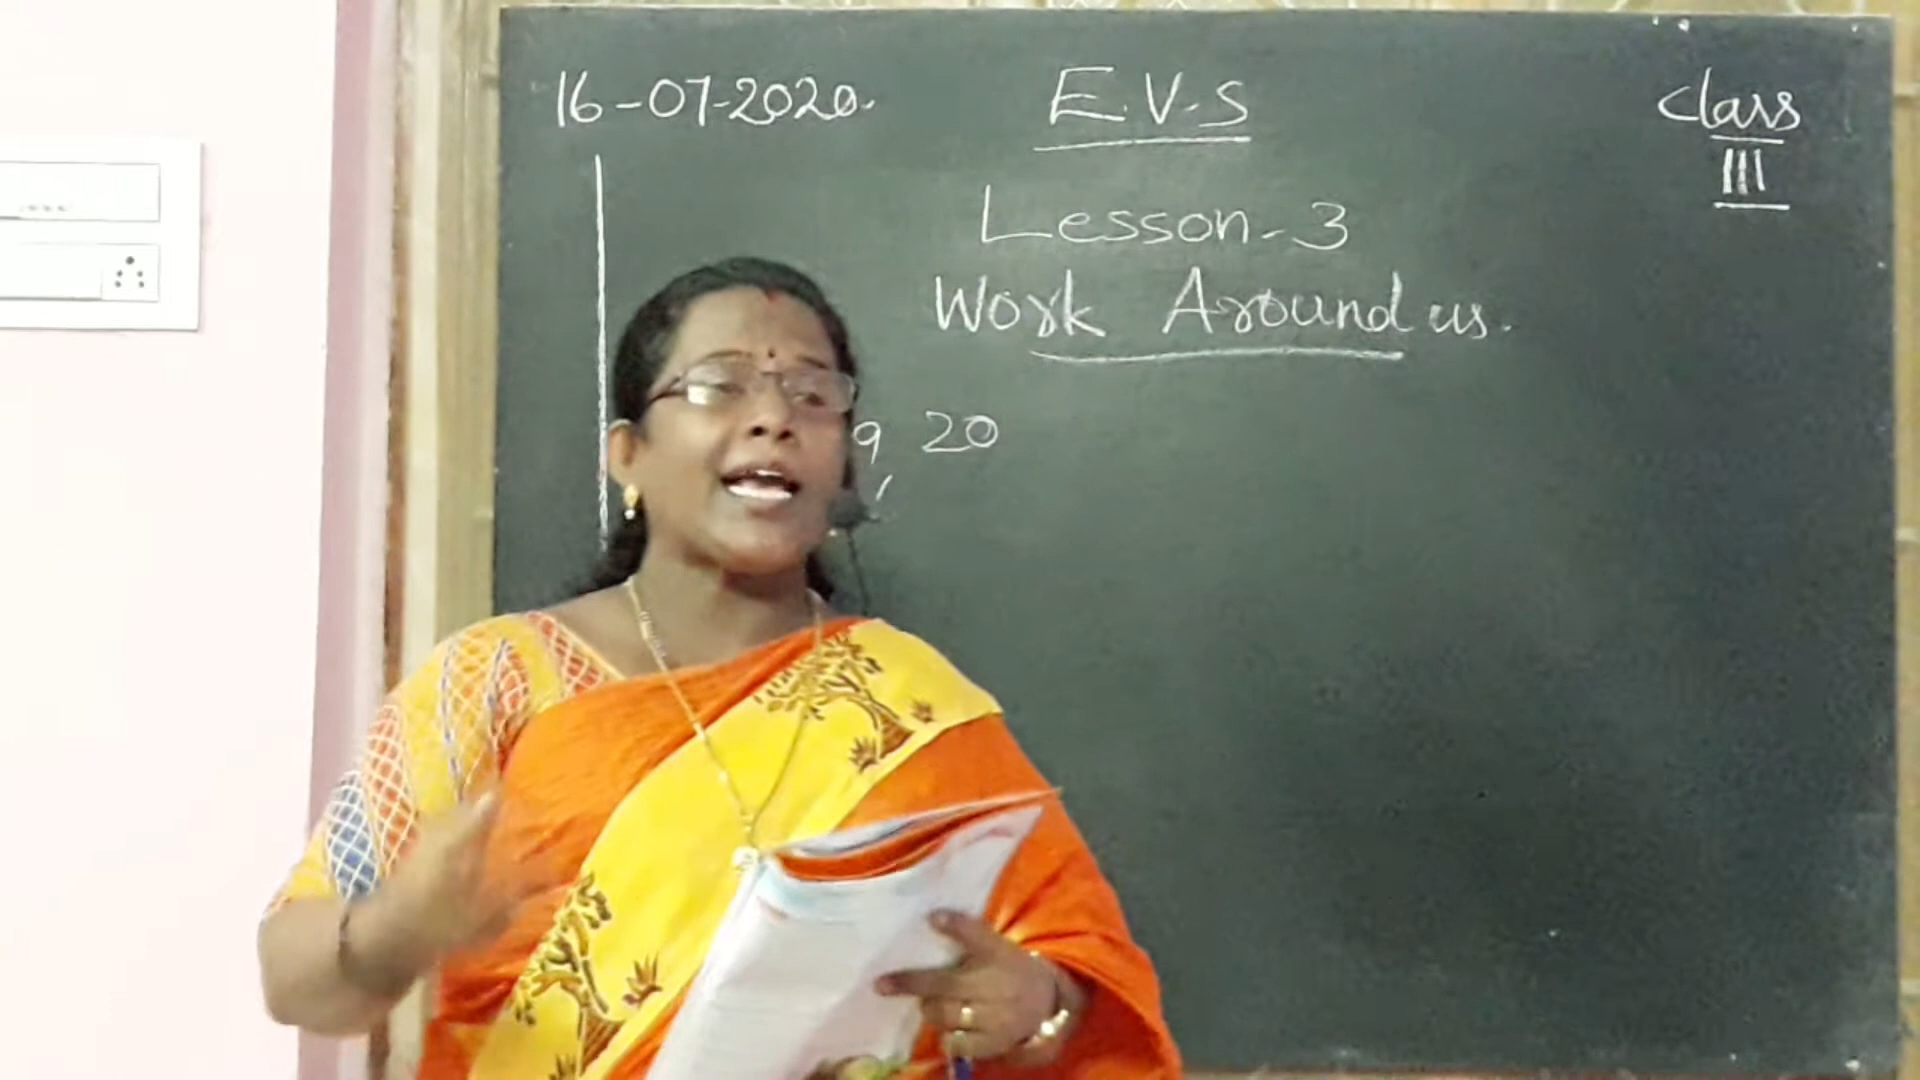 16-07-2020.
E.V.S
Class
III
Lesson-3
Work Around us.
20